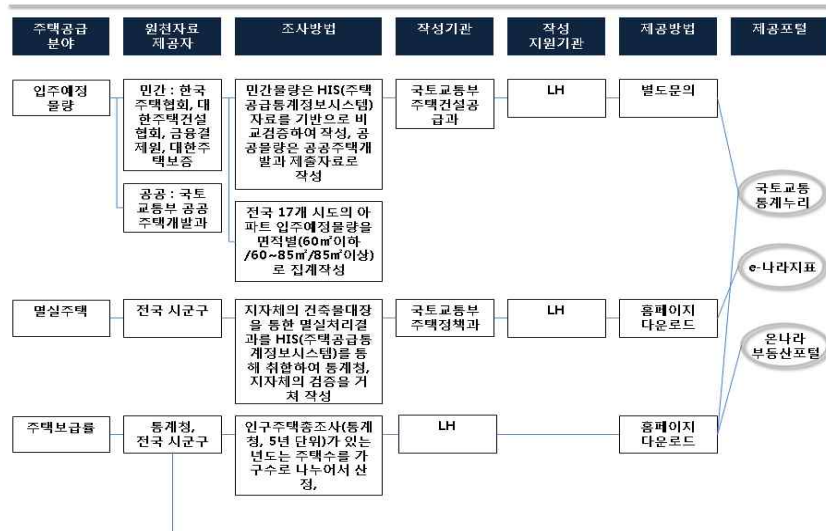 주택공급
분야
원천자료
제공자
조사방법
작성기관
작성
지원기관
제공방법
제공포털
입주예정
물량
민간 : 한국
주택협회, 대
한주택건설
협회, 금융결
제원, 대한주
택보증
공공 : 국토
교통부 공공
주택개발과
민간물량은 HIS(주택
공급통계정보시스템)
자료를 기반으로 비
교검증하여 작성, 공
공물량은 공공주택개
발과 제출자료로
작성
전국 17개 시도의 아
파트 입주예정물량을
면적별(60㎡이하
/60~85㎡/85㎡이상)
로 집계작성
국토교통부
주택건설공
급과
LH
별도문의
국토교통
통계누리
e-나라지표
온나라
부동산포털
멸실주택
전국 시군구
지자체의 건축물대장
을 통한 멸실처리결
과를 HIS(주택공급통
계정보시스템)를 통
해 취합하여 통계청,
지자체의 검증을 거
쳐 작성
국토교통부
주택정책과
LH
홈페이지
다운로드
주택보급률
통계청,
전국 시군구
인구주택총조사(통계
청, 5년 단위)가 있는
년도는 주택수를 가
구수로 나누어서 산
정,
LH
홈페이지
다운로드